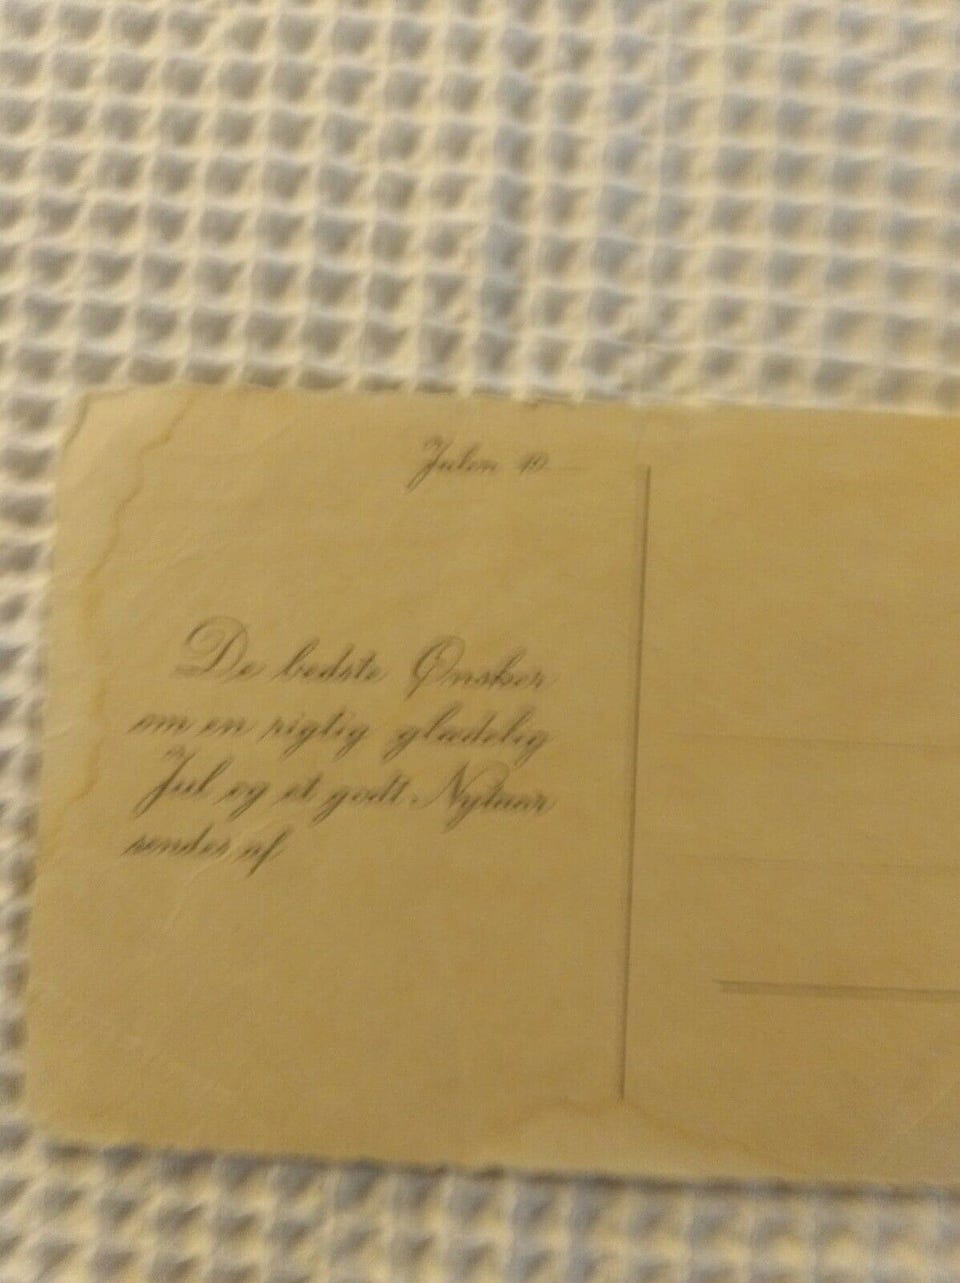 Julen 19
De bedste Ønsker
om en rigtig glædelig
Jul og et godt Nytaar
sendes af